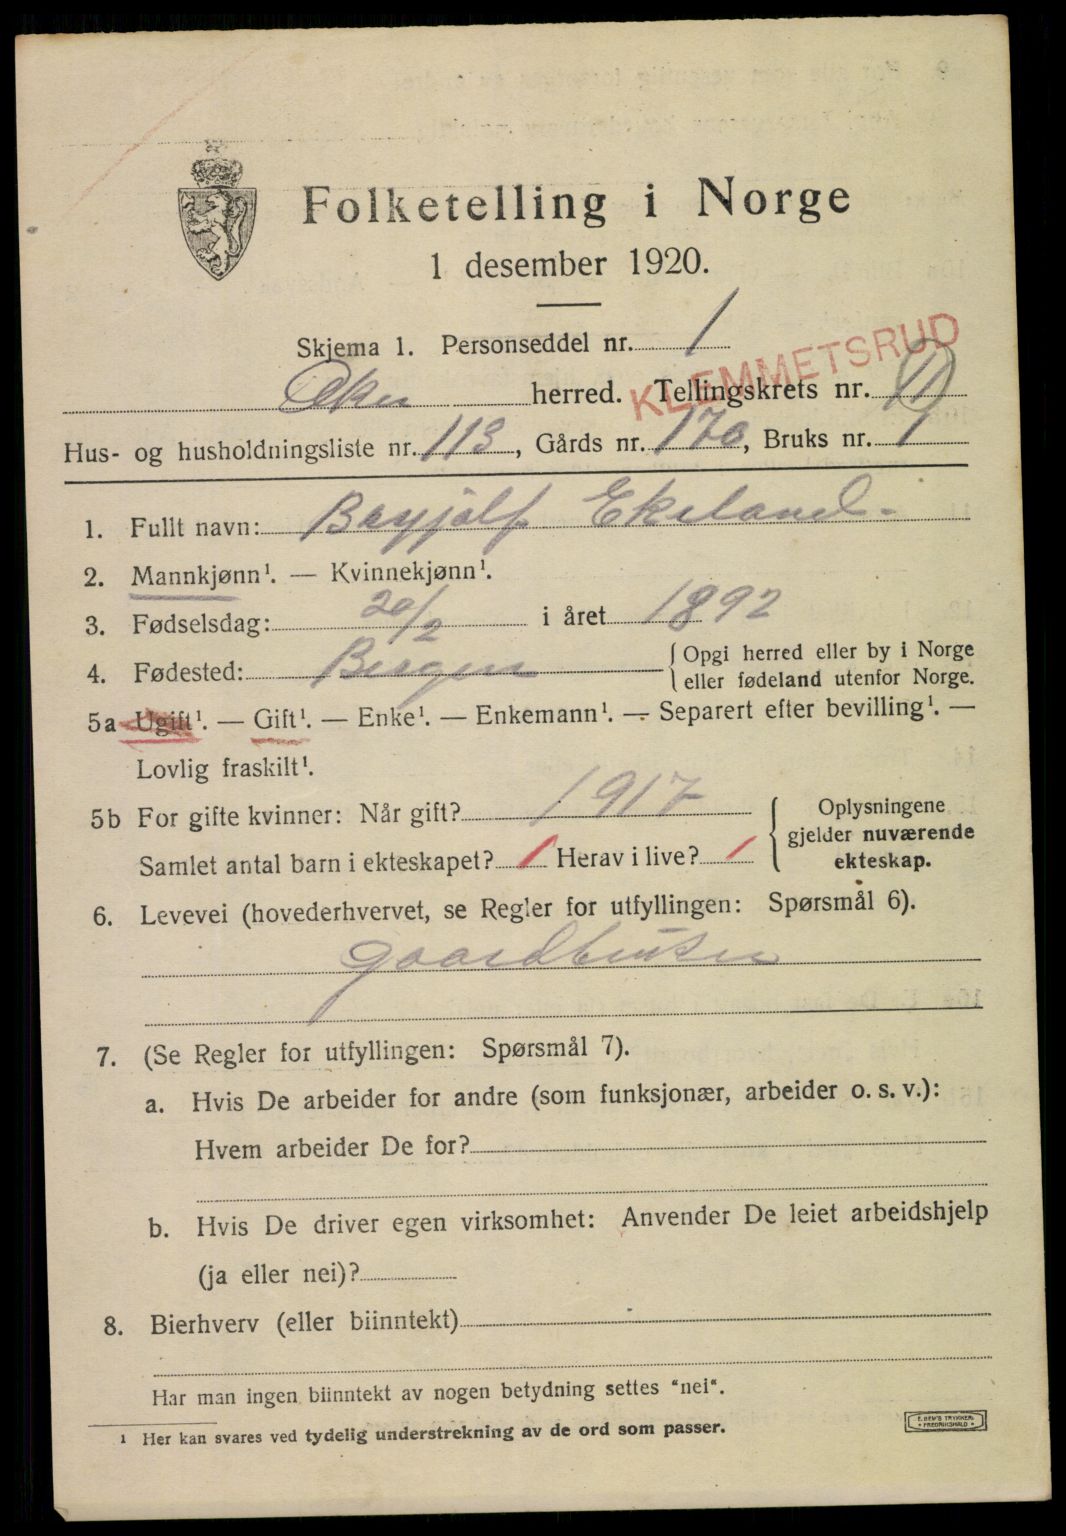 Folketelling i Norge
1 desember 1920.
Skjema 1. Personseddel nr. 1
KLEMMETSRUD
Aker herred. Tellingskrets nr. 11
Hus- og husholdningsliste nr. 113, Gårds nr. 170, Bruks nr. 1
1. Fullt navn: Ekeland.
2. Mannkjønn¹. — Kvinnekjønn¹.
3. Fødselsdag: 20/2 i året 1892
4. Fødested: Bergen {Opgi herred eller by i Norge
eller fødeland utenfor Norge.
5a Ugift¹. — Gift¹. — Enke¹. — Enkemann¹. — Separert efter bevilling¹. —
Lovlig fraskilt¹.
5b For gifte kvinner: Når gift? 1917
Samlet antal barn i ekteskapet? 1 Herav i live? 1
Oplysningene
gjelder nuværende
ekteskap.
6. Levevei (hovederhvervet, se Regler for utfyllingen: Spørsmål 6).
gaardbruker
7. (Se Regler for utfyllingen: Spørsmål 7).
a. Hvis De arbeider for andre (som funksjonær, arbeider o. s. v.):
Hvem arbeider De for?
b. Hvis De driver egen virksomhet: Anvender De leiet arbeidshjelp
(ja eller nei)?
8. Bierhverv (eller biinntekt)
Har man ingen biinntekt av nogen betydning settes "nei".
¹ Her kan svares ved tydelig understrekning av de ord som passer.
E. SEM'S TRYKKERI
FREDRIKSHALD